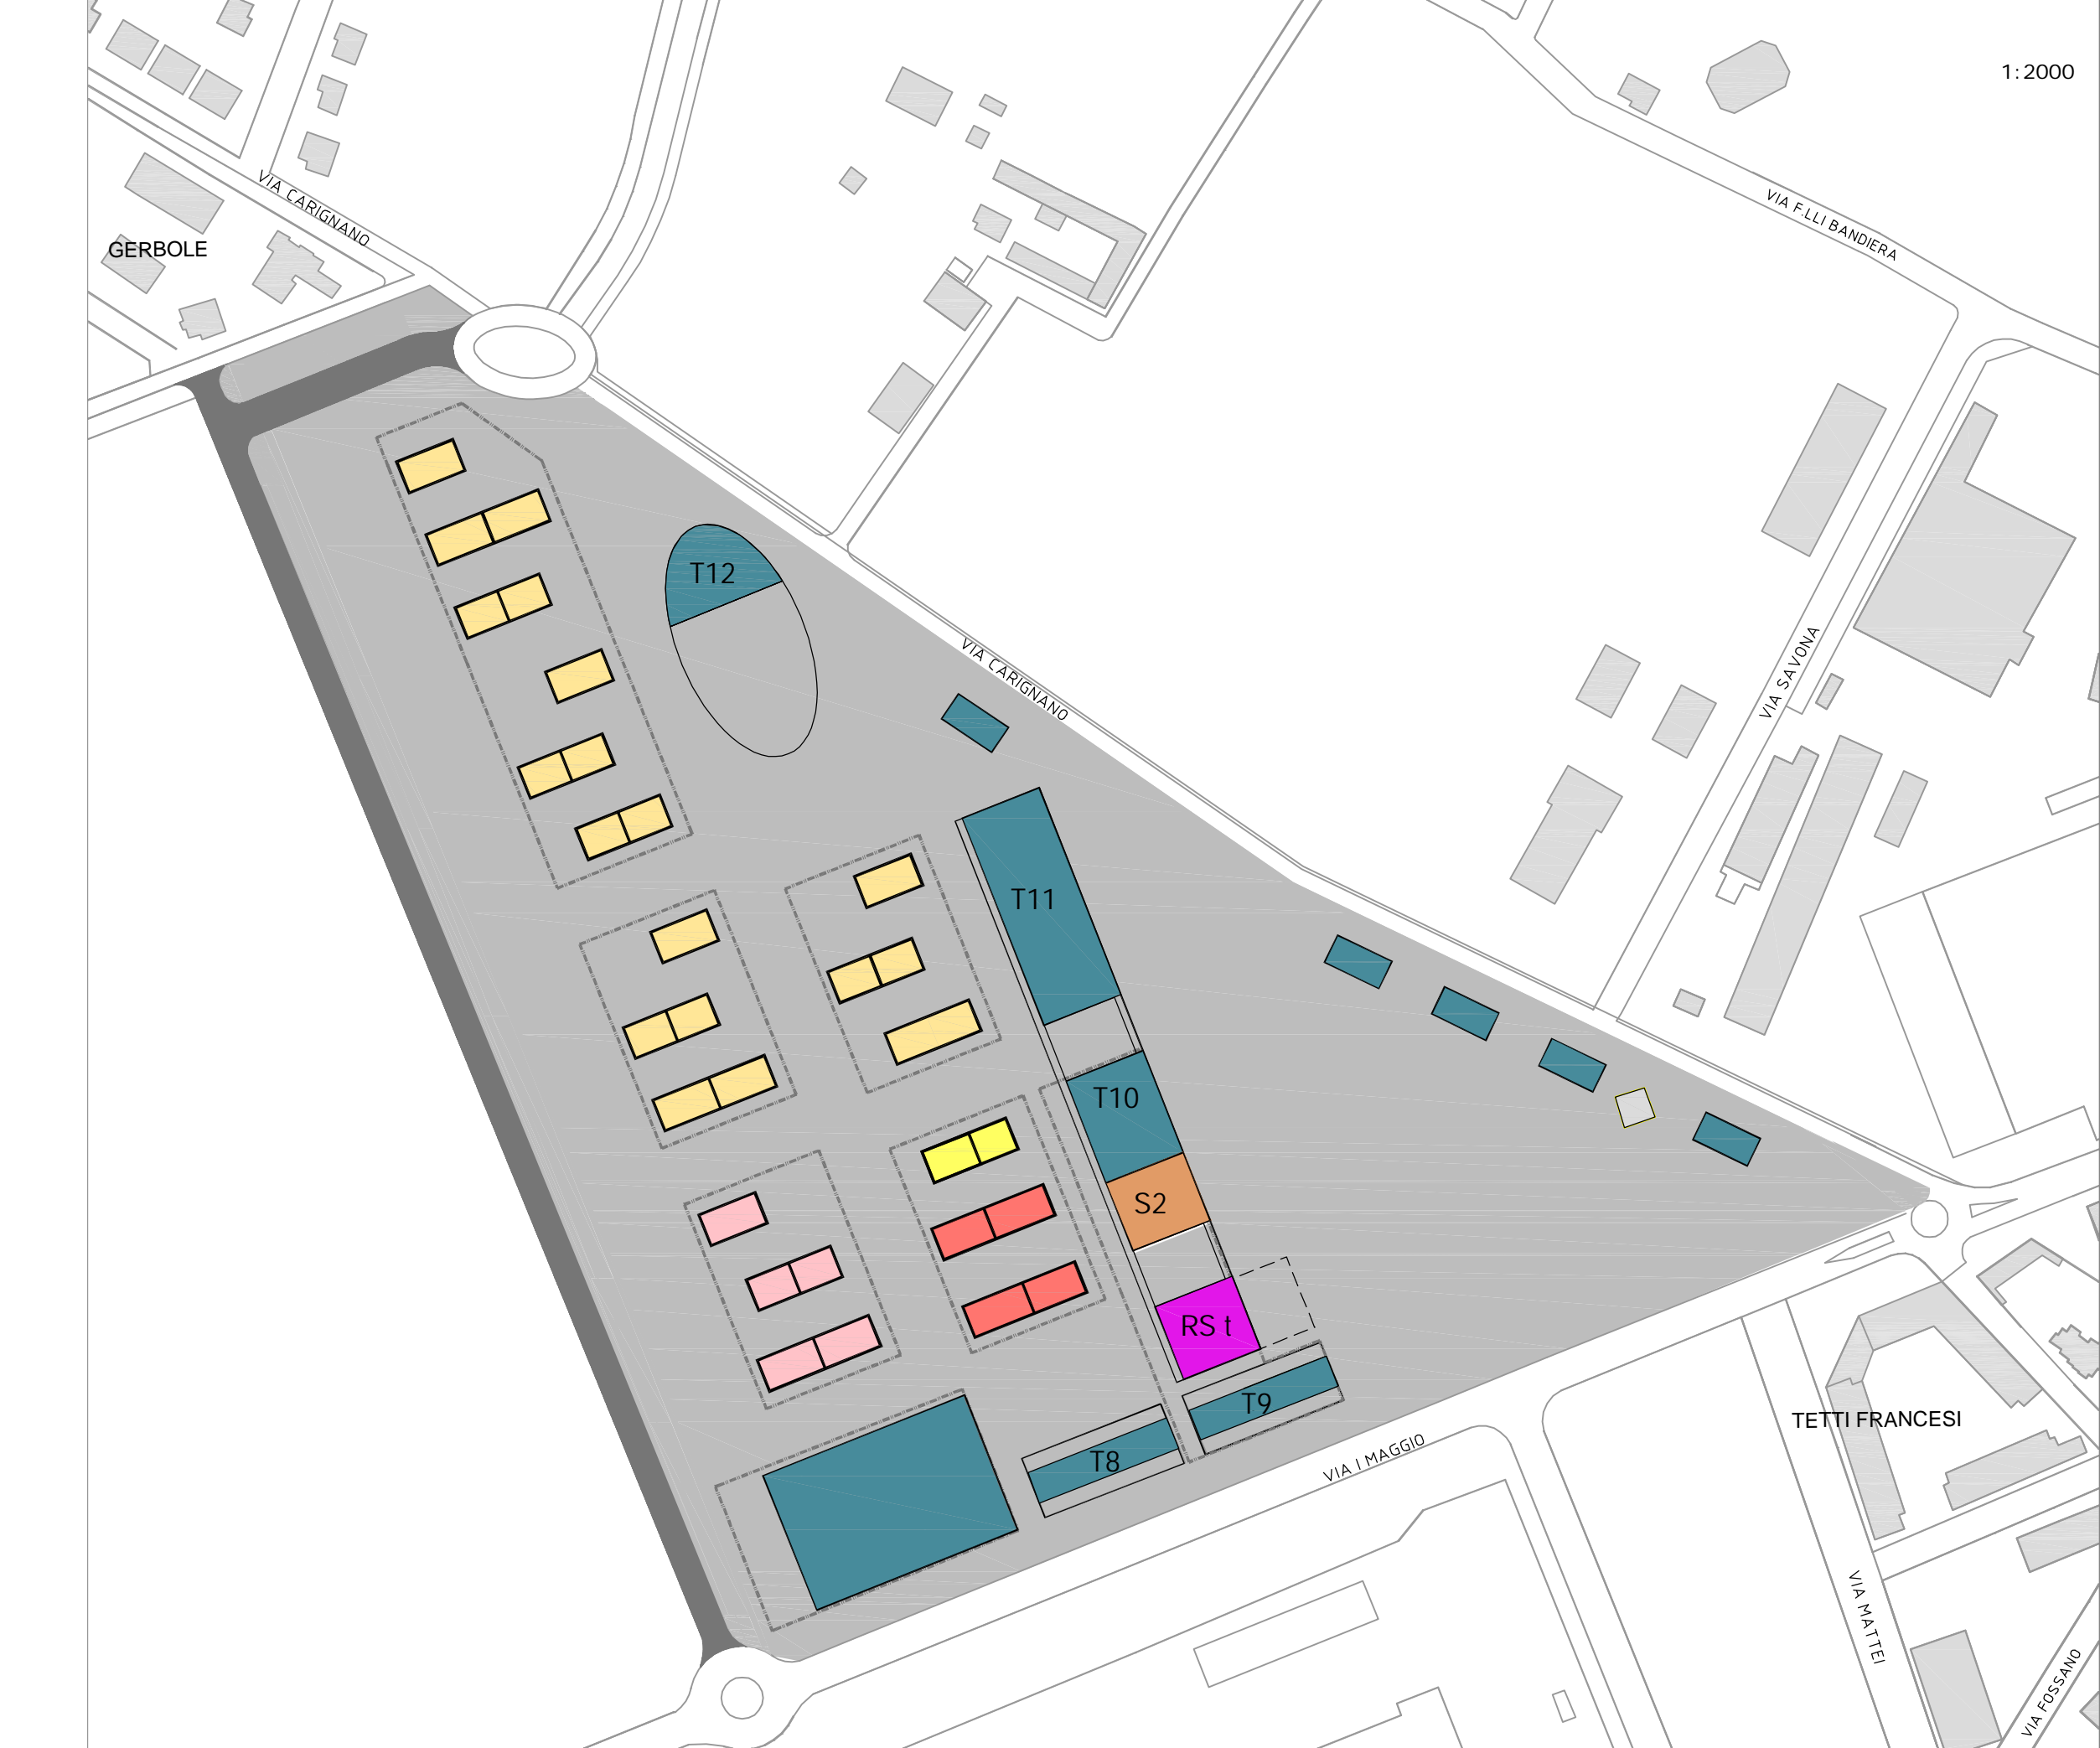 1:2000
VIA CARIGNANO
VIA F.LLI BANDIERA
GERBOLE
T12
VIA CARIGNANO
VIA SAVONA
T11
T10
S2
RS t
T9
TETTI FRANCESI
T8
VIA I MAGGIO
VIA MATTEI
VIA FOSSANO